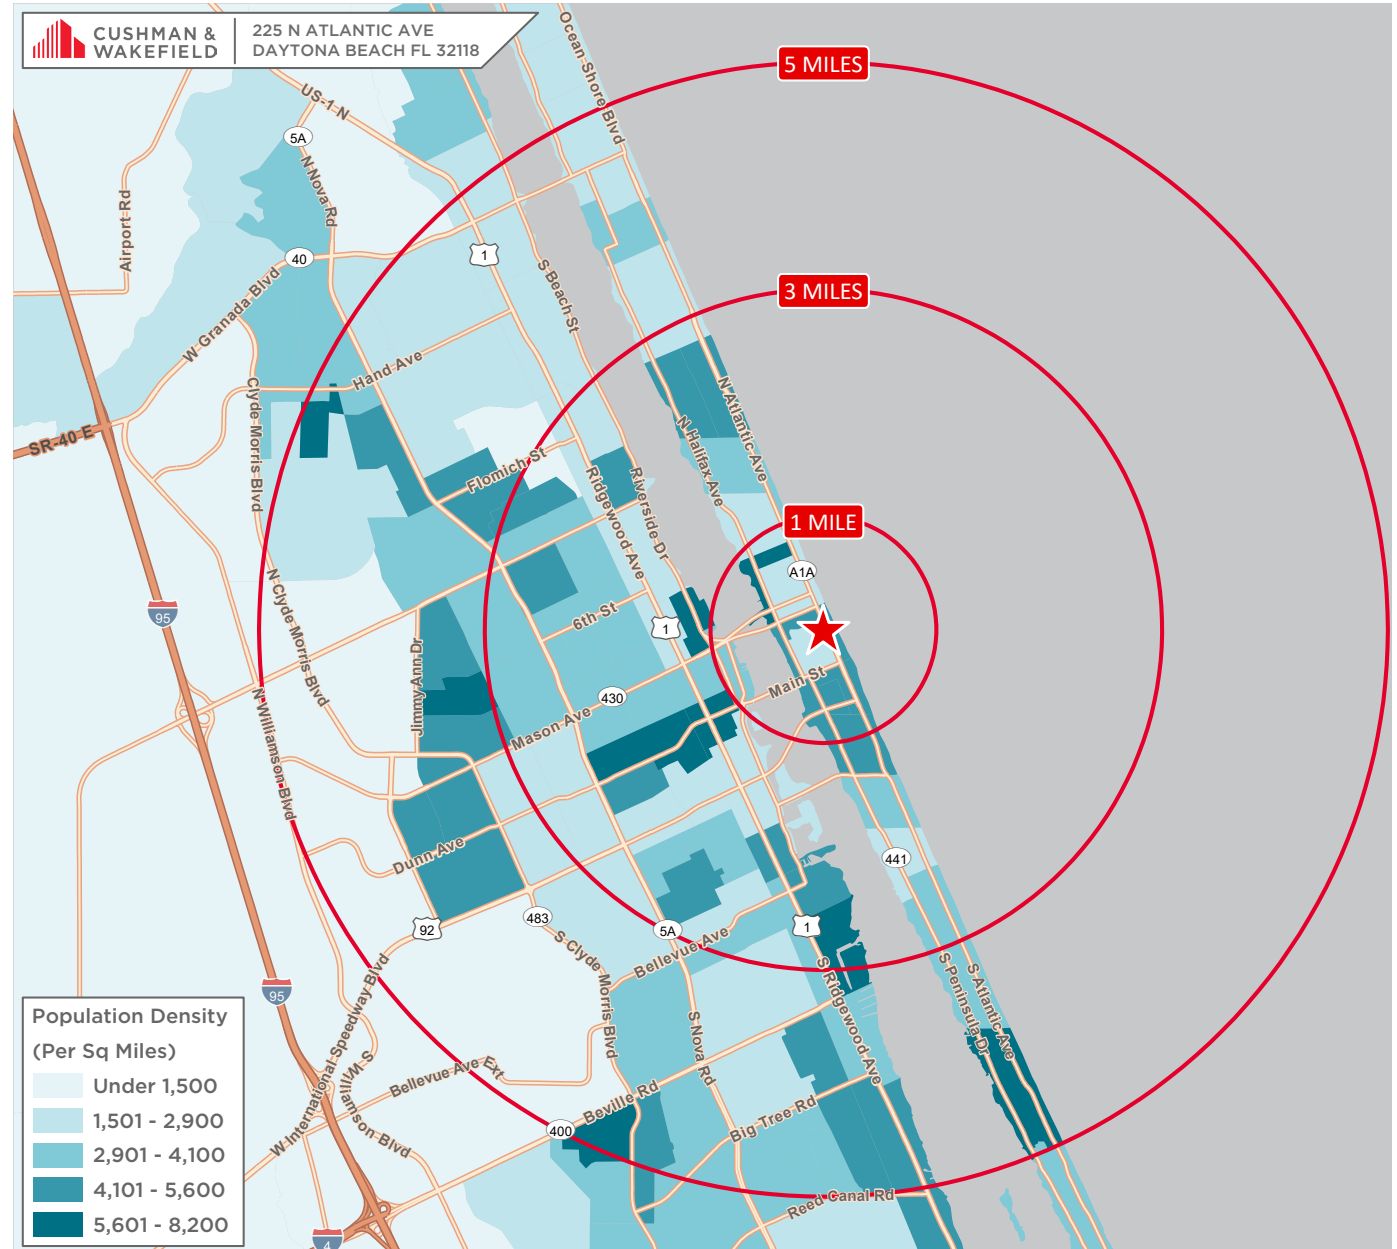 CUSHMAN &
WAKEFIELD
225 N ATLANTIC AVE
DAYTONA BEACH FL 32118
5 MILES
3 MILES
1 MILE
Ocean Shore Blvd
US-1 N
5A
N Nova Rd
Airport Rd
40
1
W Granada Blvd
S Beach St
Hand Ave
Clyde Morris Blvd
SR-40 E
N Atlantic Ave
N Halifax Ave
Flomich St
Ridgewood Ave
Riverside Dr
A1A
95
N Clyde Morris Blvd
6th St
1
Jimmy Ann Dr
430
Main St
N Williamson Blvd
Mason Ave
Dunn Ave
441
92
483
5A
1
S Clyde Morris Blvd
Bellevue Ave
S Ridgewood Ave
S Peninsula Dr
S Atlantic Ave
95
W International Speedway Blvd
S Williamson Blvd
Bellevue Ave Ext
S Nova Rd
Beville Rd
400
Big Tree Rd
Reed Canal Rd
4
Population Density
(Per Sq Miles)
Under 1,500
1,501 - 2,900
2,901 - 4,100
4,101 - 5,600
5,601 - 8,200